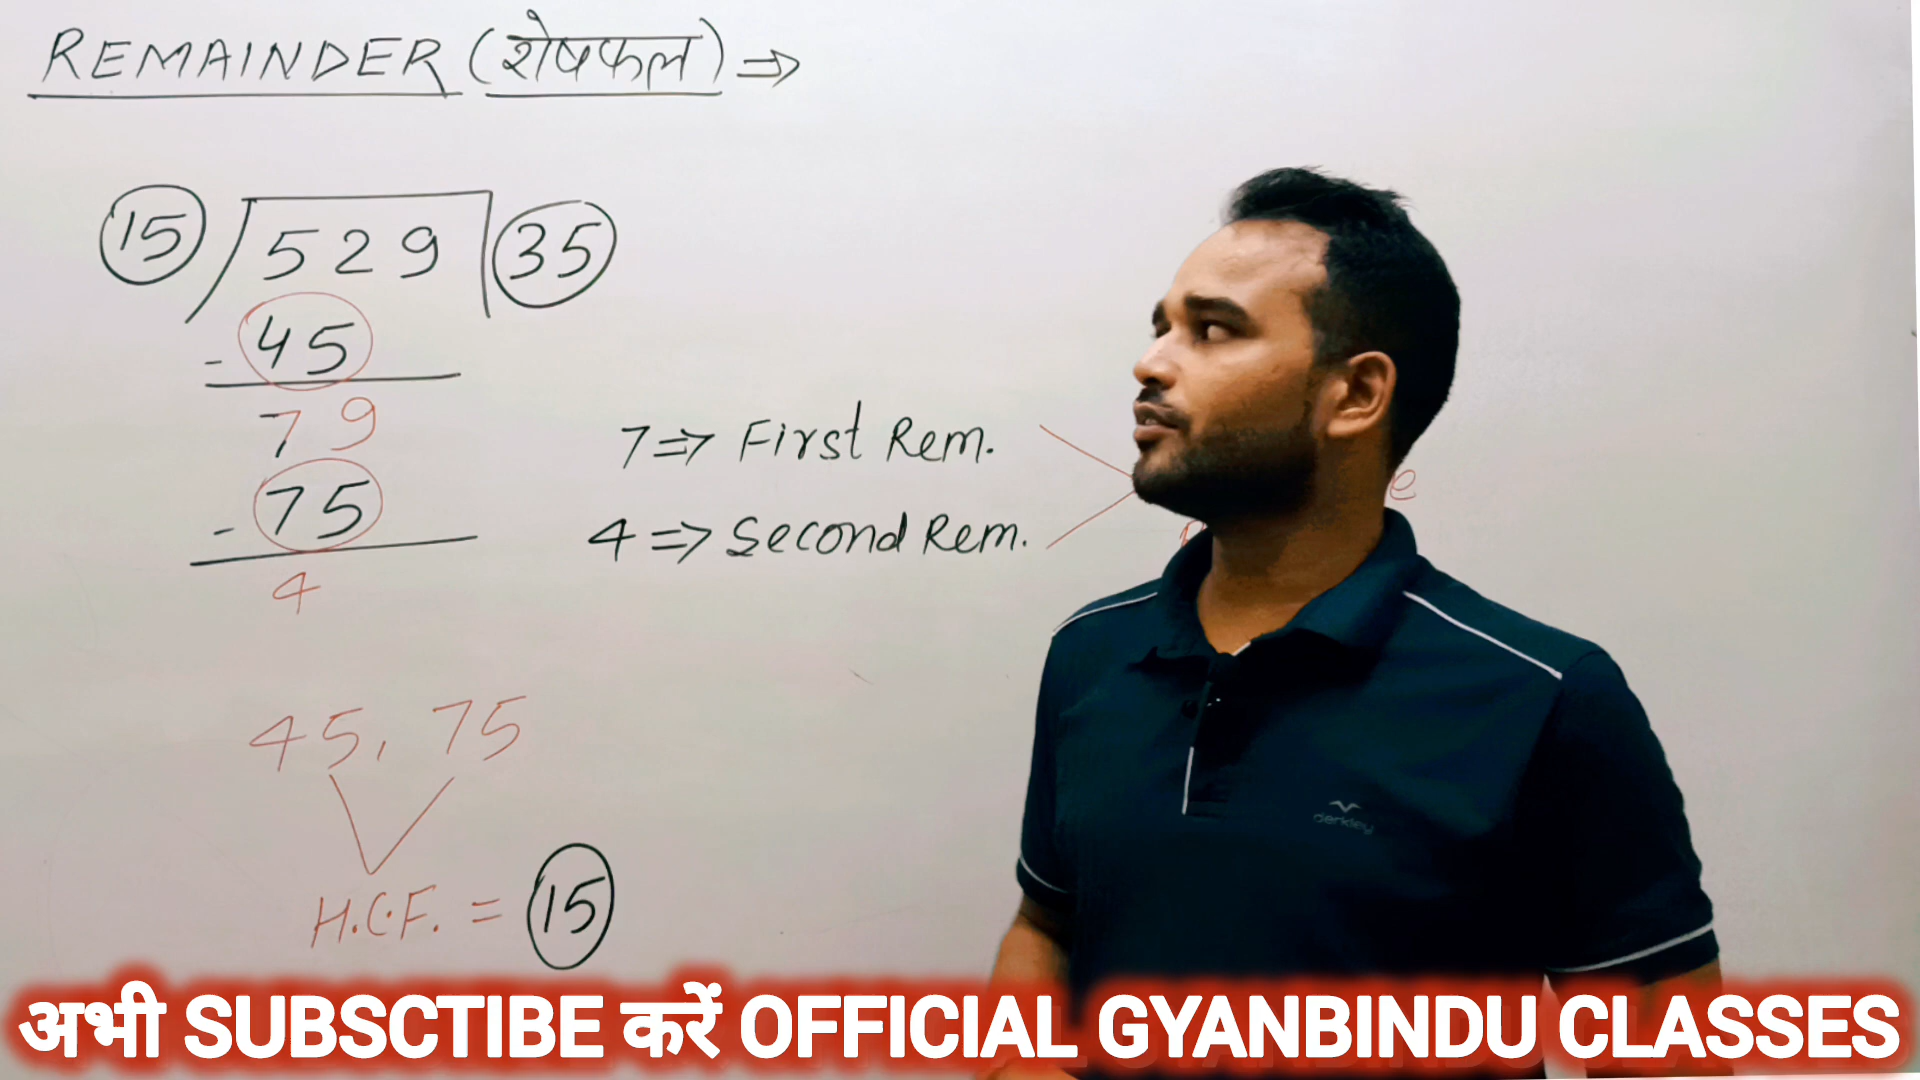 REMAINDER (शेषफल) ⇒
15 529 35
- 45
79
- 75
4
7 ⇒ First Rem.
4 ⇒ Second Rem.
45, 75
H.C.F. = 15
derkley
अभी SUBSCTIBE करें OFFICIAL GYANBINDU CLASSES